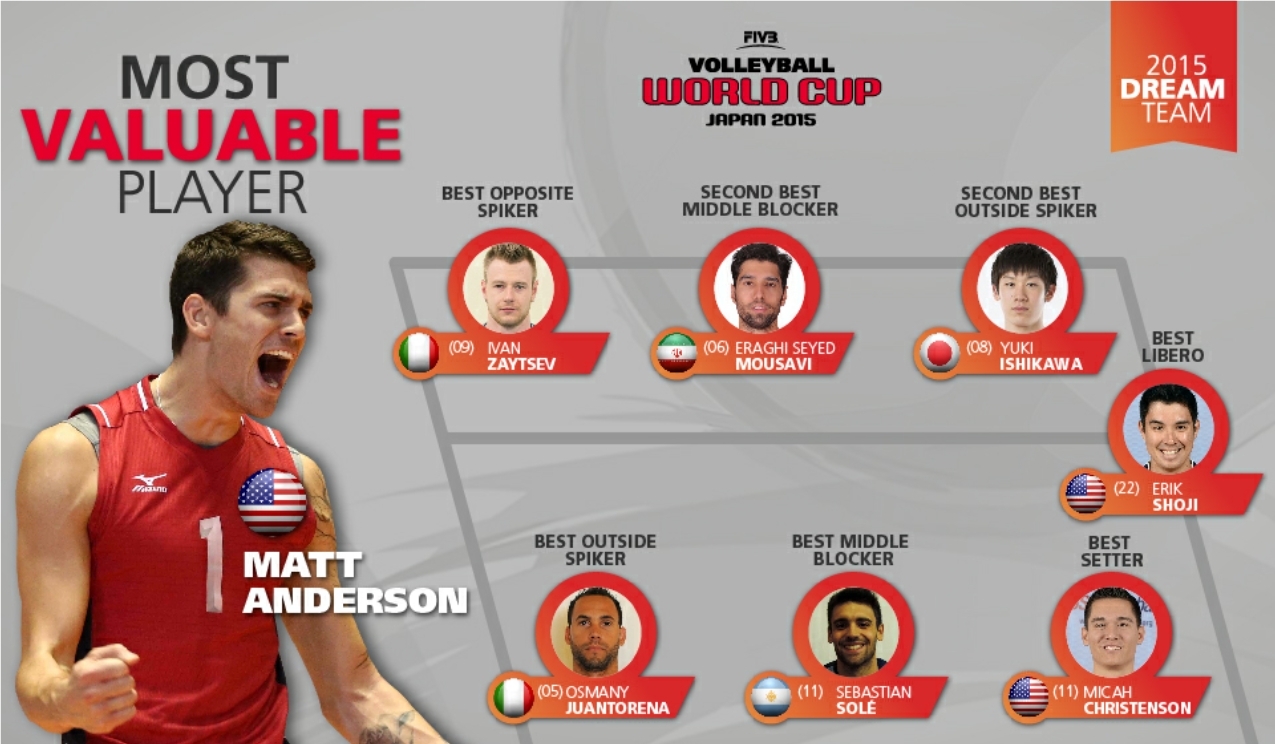 MOST
VALUABLE
PLAYER
FIVB
VOLLEYBALL
WORLD CUP
JAPAN 2015
2015
DREAM
TEAM
BEST OPPOSITE
SPIKER
(09) IVAN
ZAYTSEV
SECOND BEST
MIDDLE BLOCKER
(06) ERAGHI SEYED
MOUSAVI
SECOND BEST
OUTSIDE SPIKER
(08) YUKI
ISHIKAWA
BEST
LIBERO
(22) ERIK
SHOJI
MIZUNO
1
MATT
ANDERSON
BEST OUTSIDE
SPIKER
(05) OSMANY
JUANTORENA
BEST MIDDLE
BLOCKER
(11) SEBASTIAN
SOLÉ
BEST
SETTER
(11) MICAH
CHRISTENSON